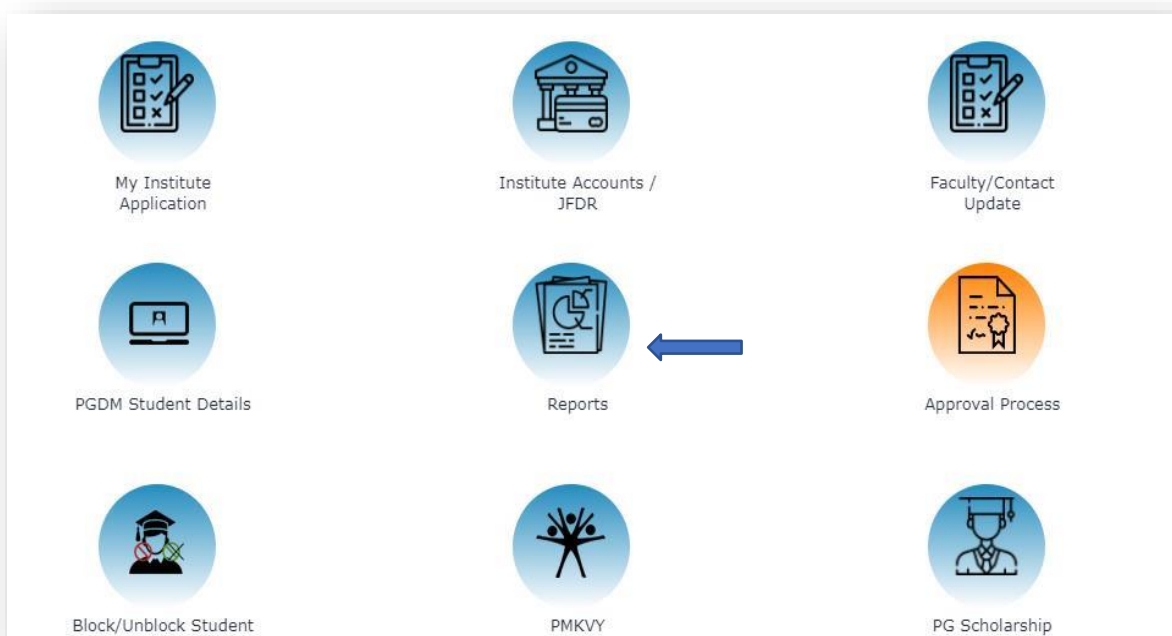 My Institute
Application
Institute Accounts /
JFDR
Faculty/Contact
Update
PGDM Student Details
Reports
Approval Process
Block/Unblock Student
PMKVY
PG Scholarship